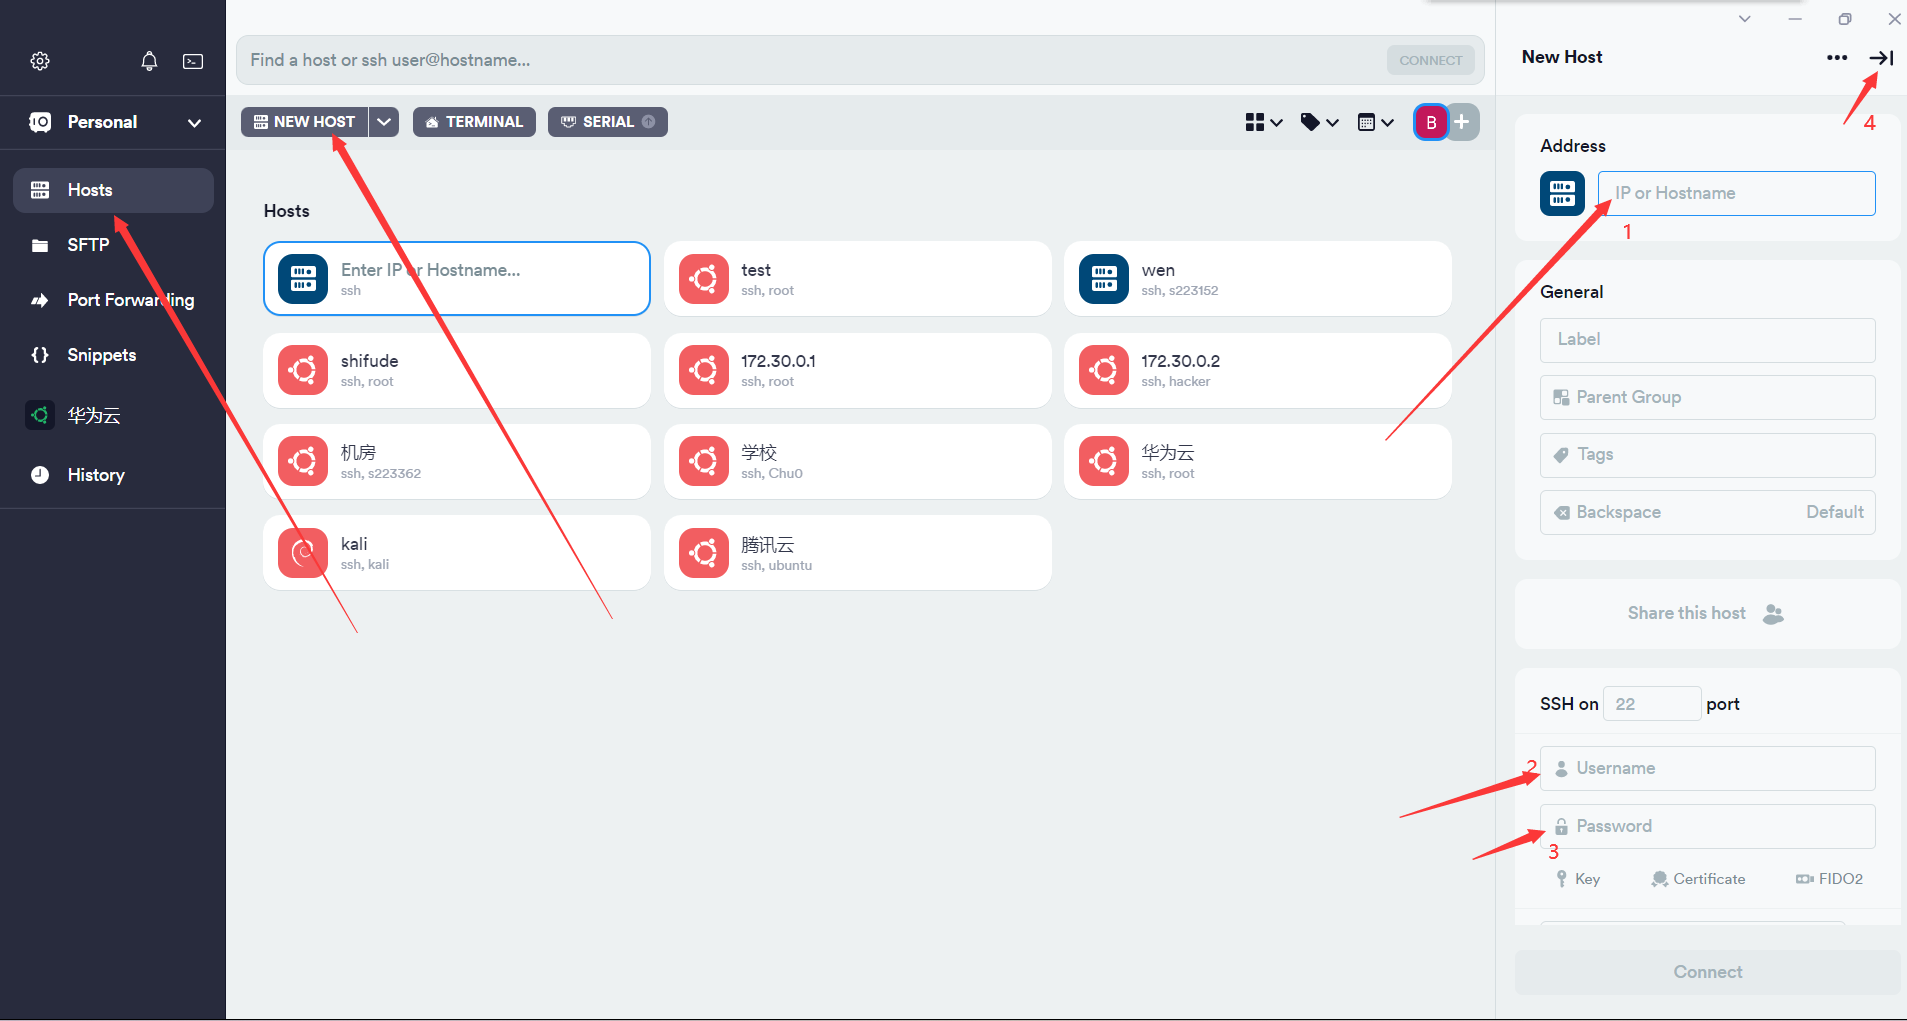 Personal
Hosts
SFTP
Port Forwarding
Snippets
华为云
History
Find a host or ssh user@hostname...
CONNECT
NEW HOST
TERMINAL
SERIAL
B
Hosts
Enter IP or Hostname...
ssh
test
ssh, root
wen
ssh, s223152
shifude
ssh, root
172.30.0.1
ssh, root
172.30.0.2
ssh, hacker
机房
ssh, s223362
学校
ssh, Chu0
华为云
ssh, root
kali
ssh, kali
腾讯云
ssh, ubuntu
New Host
4
Address
IP or Hostname
1
General
Label
Parent Group
Tags
Backspace Default
Share this host
SSH on 22 port
2
Username
Password
3
Key Certificate FIDO2
Connect